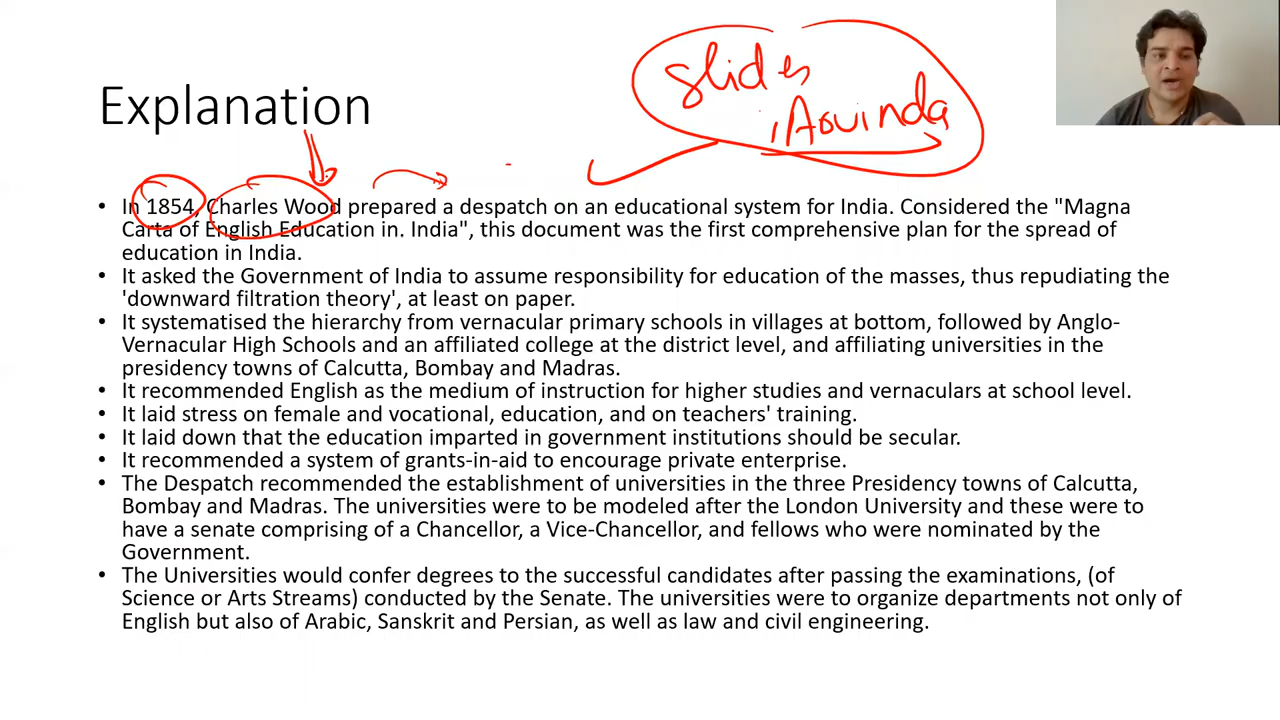 slides
Aovinda
Explanation
• In 1854, Charles Wood prepared a despatch on an educational system for India. Considered the "Magna
Carta of English Education in. India", this document was the first comprehensive plan for the spread of
education in India.
• It asked the Government of India to assume responsibility for education of the masses, thus repudiating the
'downward filtration theory', at least on paper.
• It systematised the hierarchy from vernacular primary schools in villages at bottom, followed by Anglo-
Vernacular High Schools and an affiliated college at the district level, and affiliating universities in the
presidency towns of Calcutta, Bombay and Madras.
• It recommended English as the medium of instruction for higher studies and vernaculars at school level.
• It laid stress on female and vocational, education, and on teachers' training.
• It laid down that the education imparted in government institutions should be secular.
• It recommended a system of grants-in-aid to encourage private enterprise.
• The Despatch recommended the establishment of universities in the three Presidency towns of Calcutta,
Bombay and Madras. The universities were to be modeled after the London University and these were to
have a senate comprising of a Chancellor, a Vice-Chancellor, and fellows who were nominated by the
Government.
• The Universities would confer degrees to the successful candidates after passing the examinations, (of
Science or Arts Streams) conducted by the Senate. The universities were to organize departments not only of
English but also of Arabic, Sanskrit and Persian, as well as law and civil engineering.